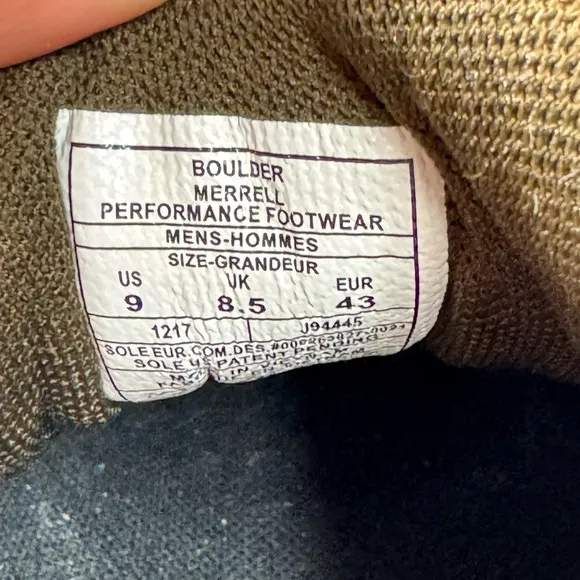 BOULDER
MERRELL
PERFORMANCE FOOTWEAR
MENS-HOMMES
SIZE-GRANDEUR
US UK EUR
9 8.5 43
1217 J94445
SOLE EUR.COM.DES.
SOLE US PATENT PENDING
IN